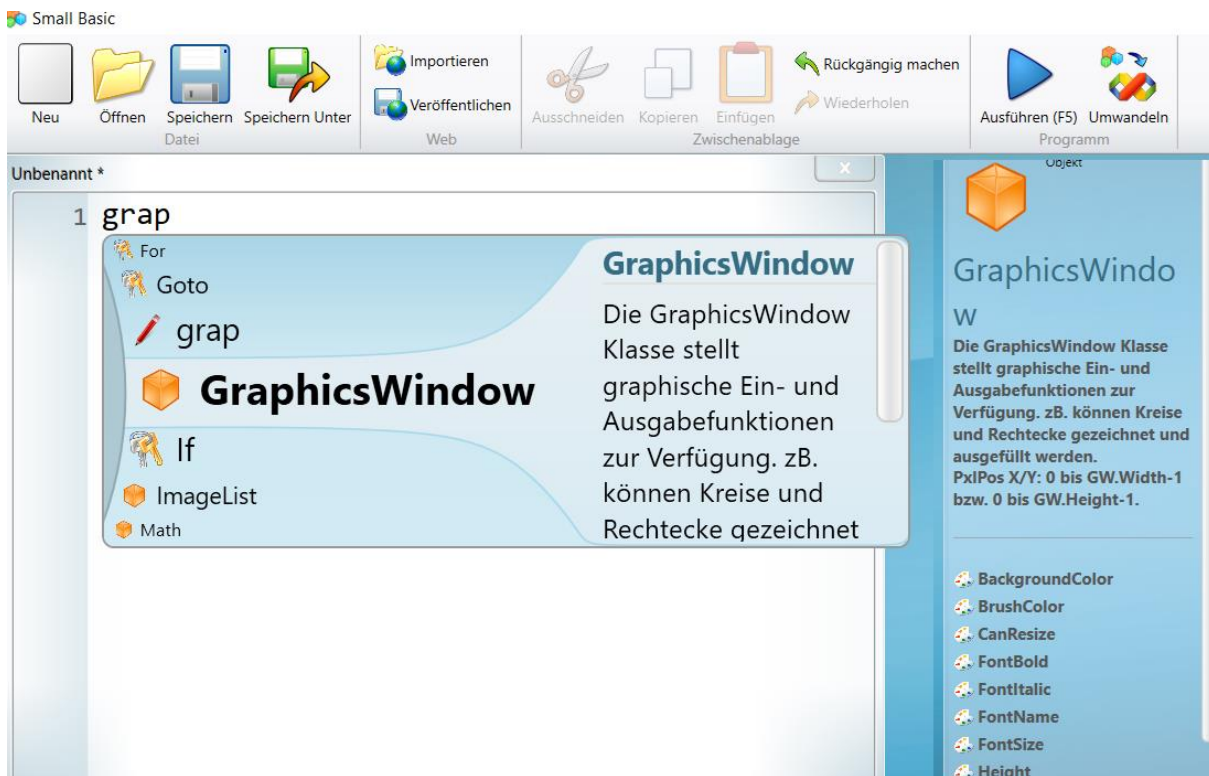 Small Basic
Neu
Öffnen
Speichern
Speichern Unter
Datei
Importieren
Veröffentlichen
Web
Ausschneiden
Kopieren
Einfügen
Rückgängig machen
Wiederholen
Zwischenablage
Ausführen (F5)
Umwandeln
Programm
Unbenannt *
x
1 grap
For
Goto
grap
GraphicsWindow
If
ImageList
Math
GraphicsWindow
Die GraphicsWindow
Klasse stellt
graphische Ein- und
Ausgabefunktionen
zur Verfügung. zB.
können Kreise und
Rechtecke gezeichnet
Objekt
GraphicsWindo
w
Die GraphicsWindow Klasse
stellt graphische Ein- und
Ausgabefunktionen zur
Verfügung. zB. können Kreise
und Rechtecke gezeichnet und
ausgefüllt werden.
PxlPos X/Y: 0 bis GW.Width-1
bzw. 0 bis GW.Height-1.
BackgroundColor
BrushColor
CanResize
FontBold
FontItalic
FontName
FontSize
Height